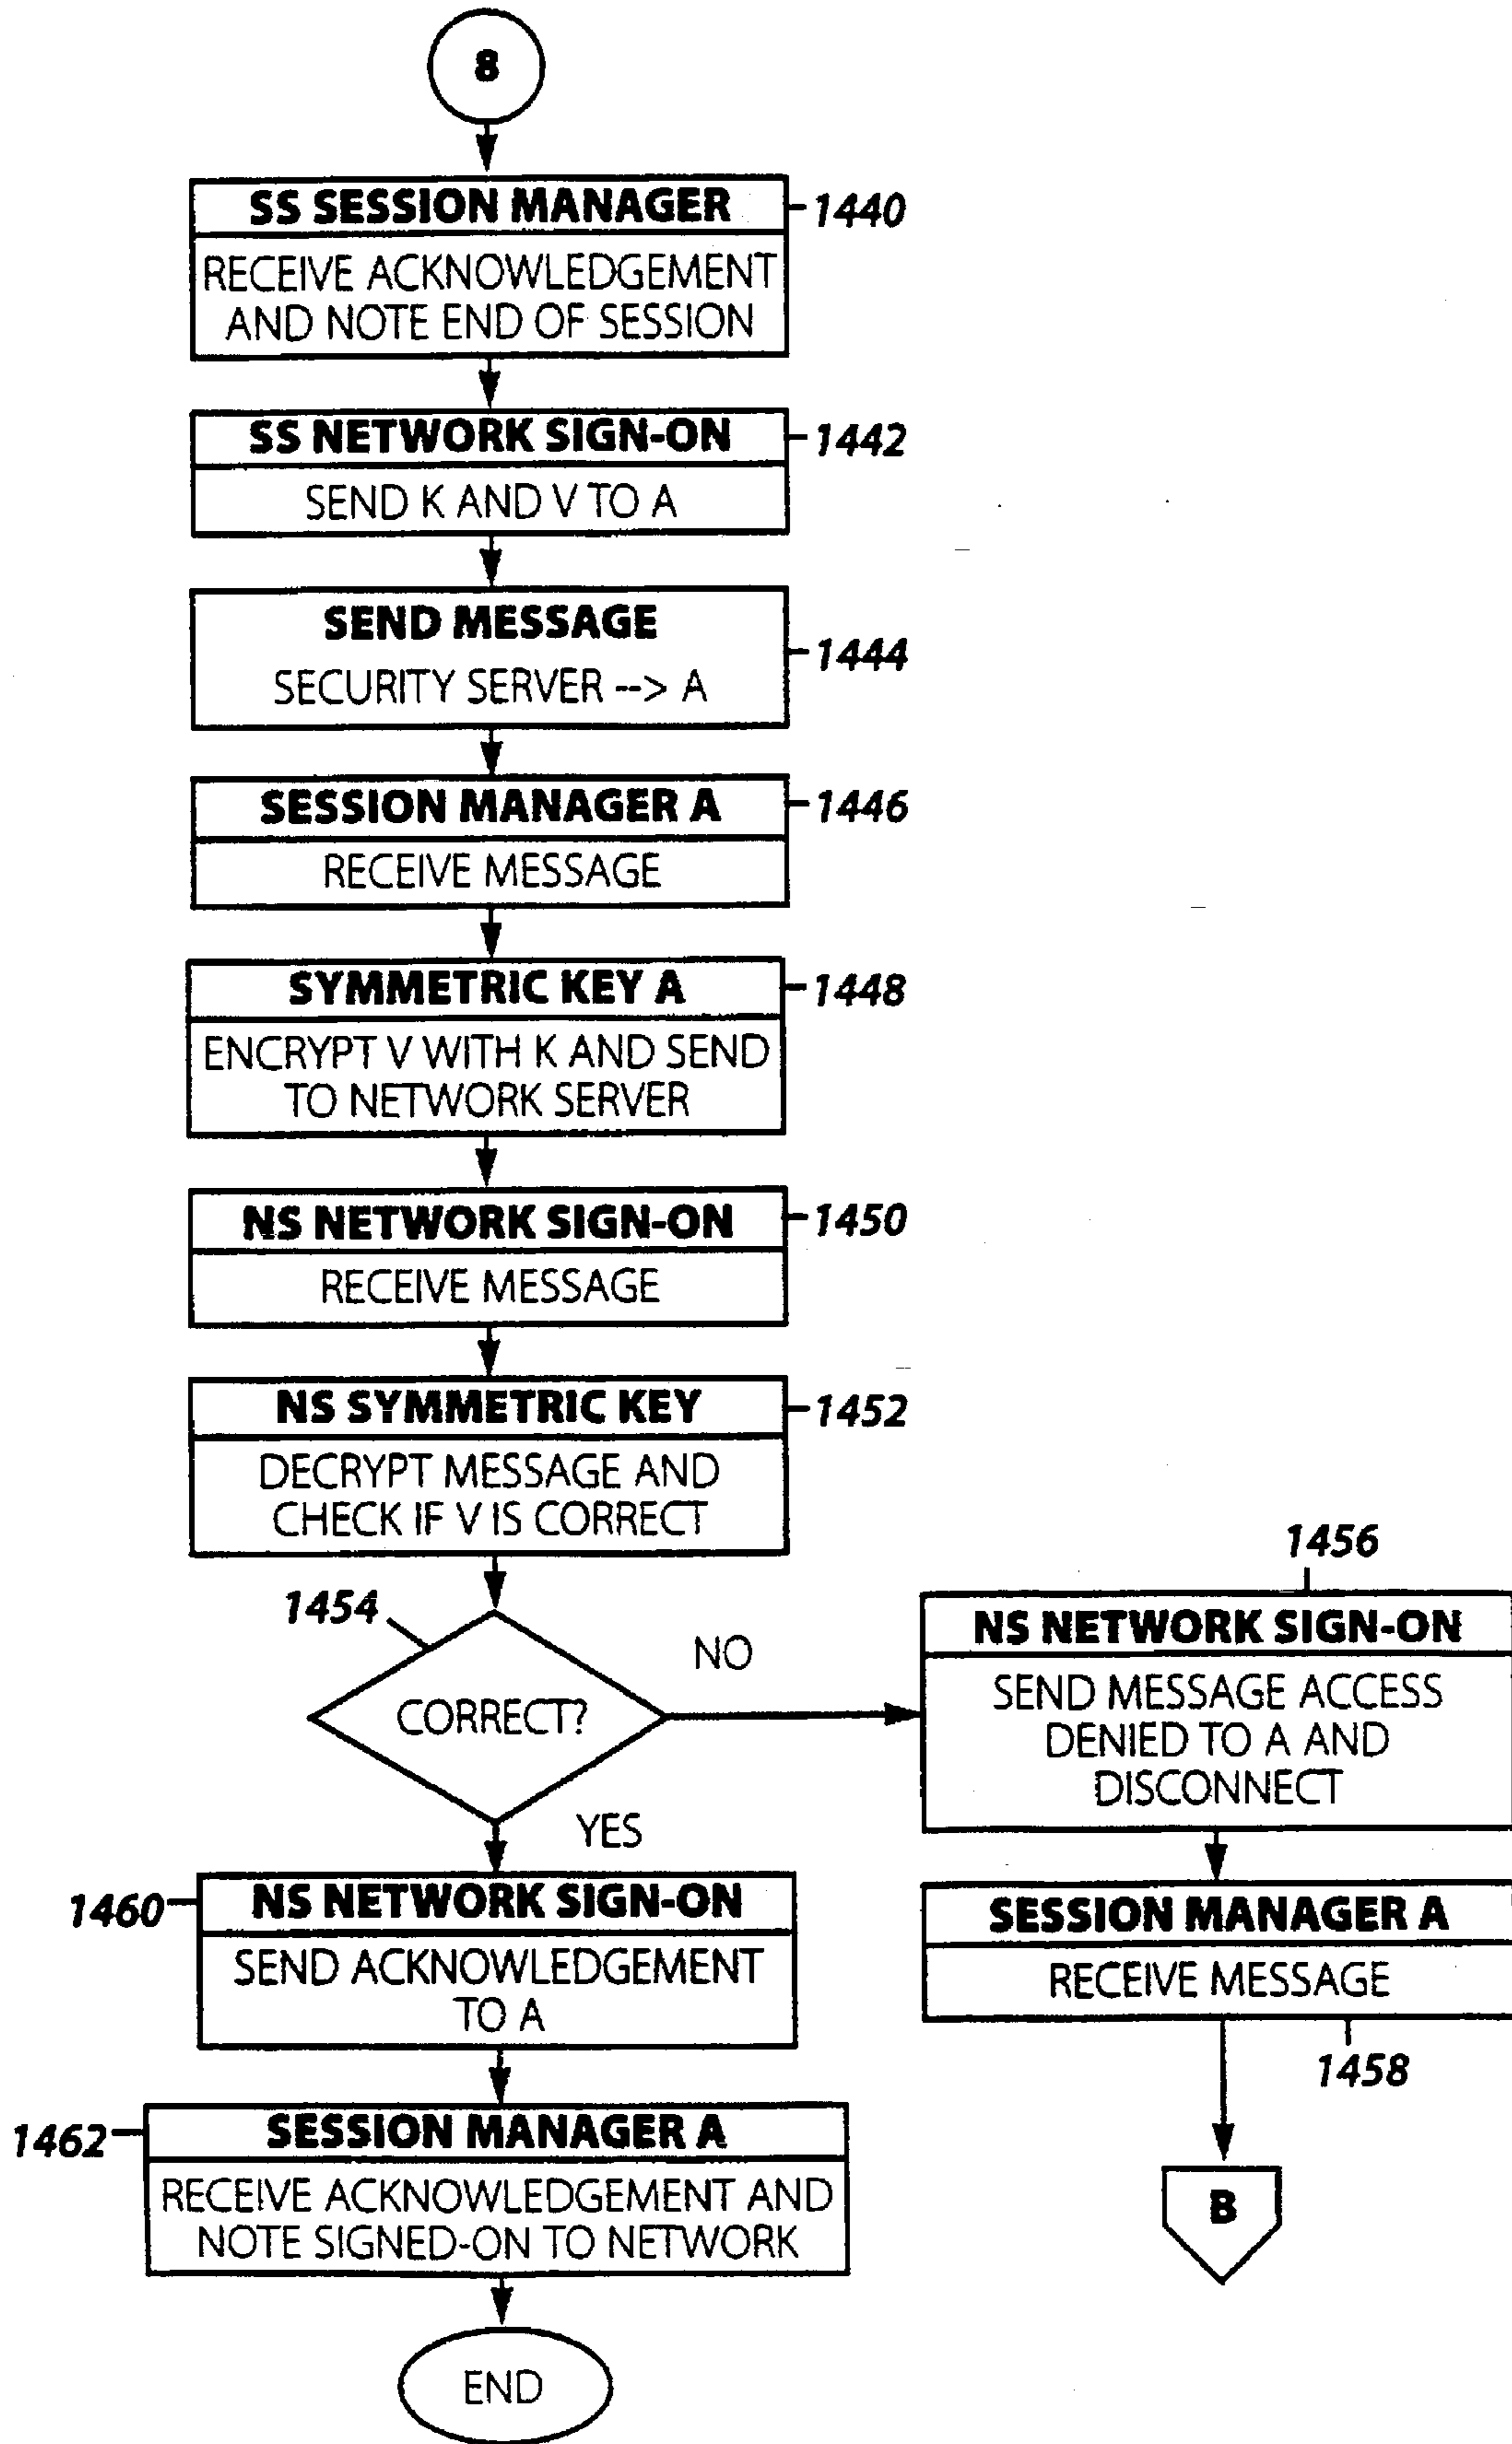 8
SS SESSION MANAGER
1440
RECEIVE ACKNOWLEDGEMENT
AND NOTE END OF SESSION
SS NETWORK SIGN-ON
1442
SEND K AND V TO A
SEND MESSAGE
1444
SECURITY SERVER --> A
SESSION MANAGER A
1446
RECEIVE MESSAGE
SYMMETRIC KEY A
1448
ENCRYPT V WITH K AND SEND
TO NETWORK SERVER
NS NETWORK SIGN-ON
1450
RECEIVE MESSAGE
NS SYMMETRIC KEY
1452
DECRYPT MESSAGE AND
CHECK IF V IS CORRECT
1454
CORRECT?
NO
1456
NS NETWORK SIGN-ON
SEND MESSAGE ACCESS
DENIED TO A AND
DISCONNECT
SESSION MANAGER A
RECEIVE MESSAGE
1458
B
YES
1460
NS NETWORK SIGN-ON
SEND ACKNOWLEDGEMENT
TO A
1462
SESSION MANAGER A
RECEIVE ACKNOWLEDGEMENT AND
NOTE SIGNED-ON TO NETWORK
END